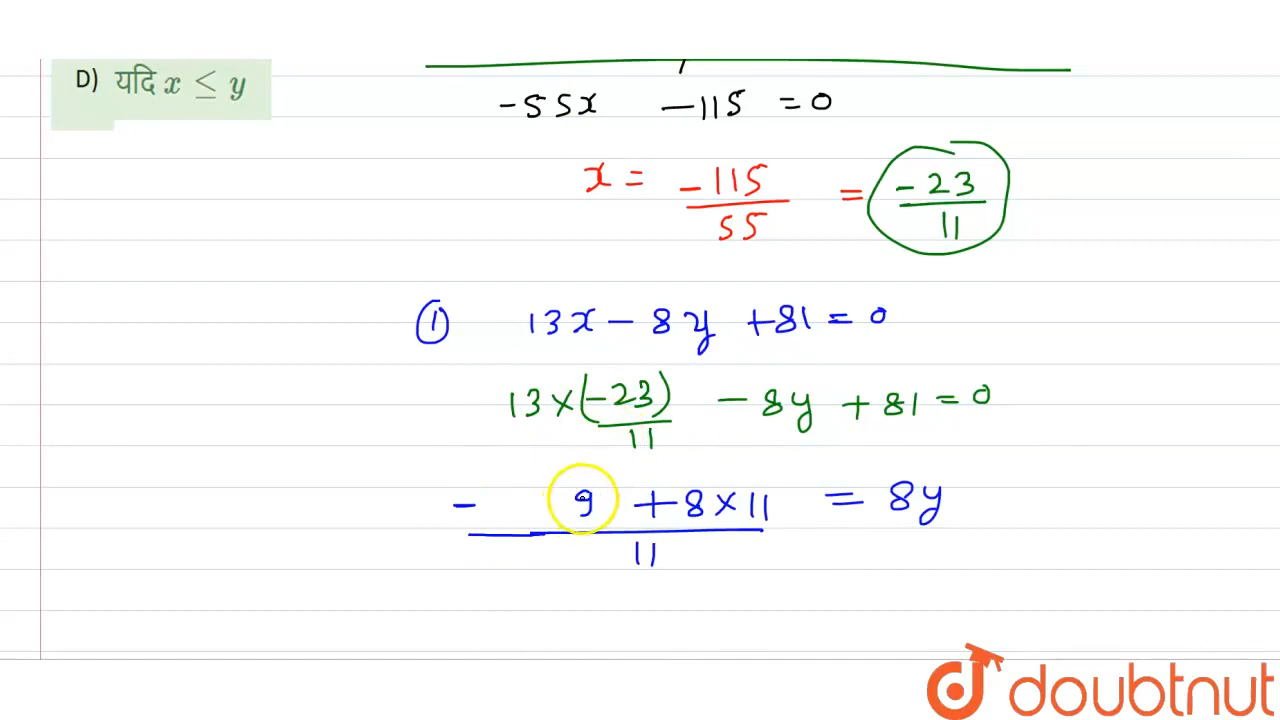 D) यदि x ≤ y
-55x -115 = 0
x = -115/55 = -23/11
① 13x - 8y + 81 = 0
13 × (-23/11) - 8y + 81 = 0
- 9 + 8 × 11 / 11 = 8y
doubtnut